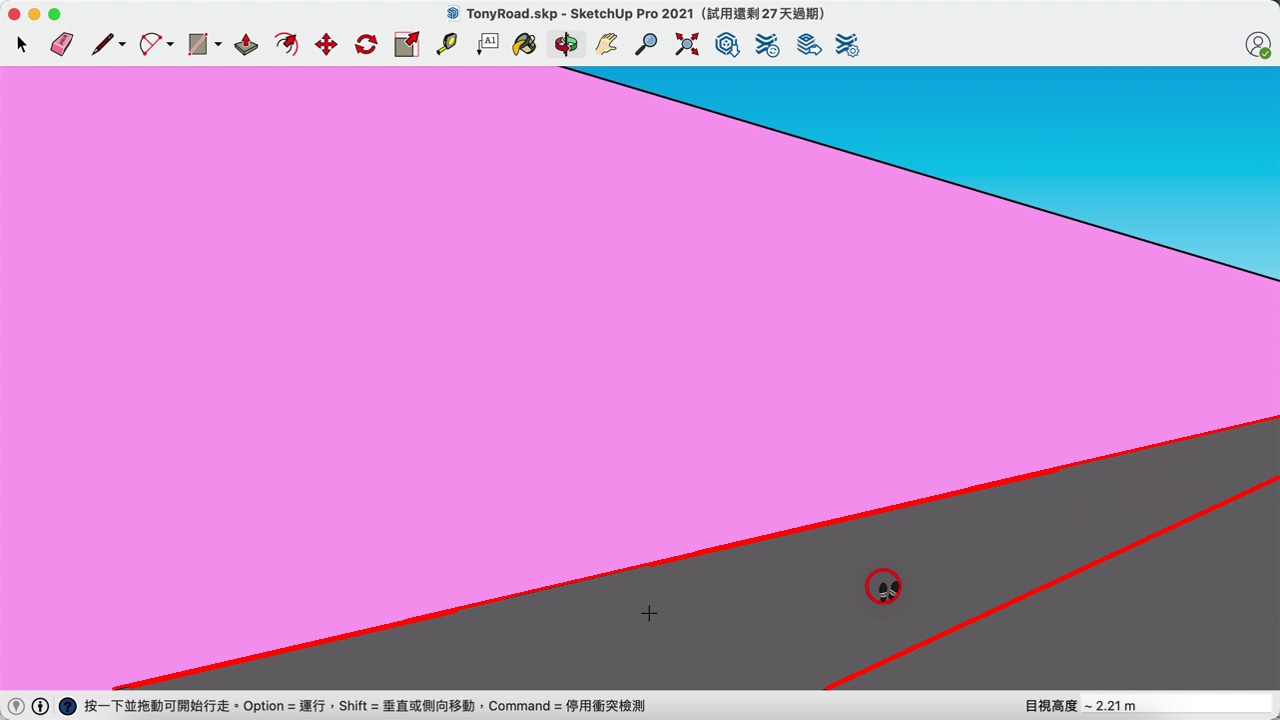 TonyRoad.skp - SketchUp Pro 2021（試用還剩 27 天過期）
A1
按一下並拖動可開始行走。Option = 運行，Shift = 垂直或側向移動，Command = 停用衝突檢測
目視高度 ~ 2.21 m